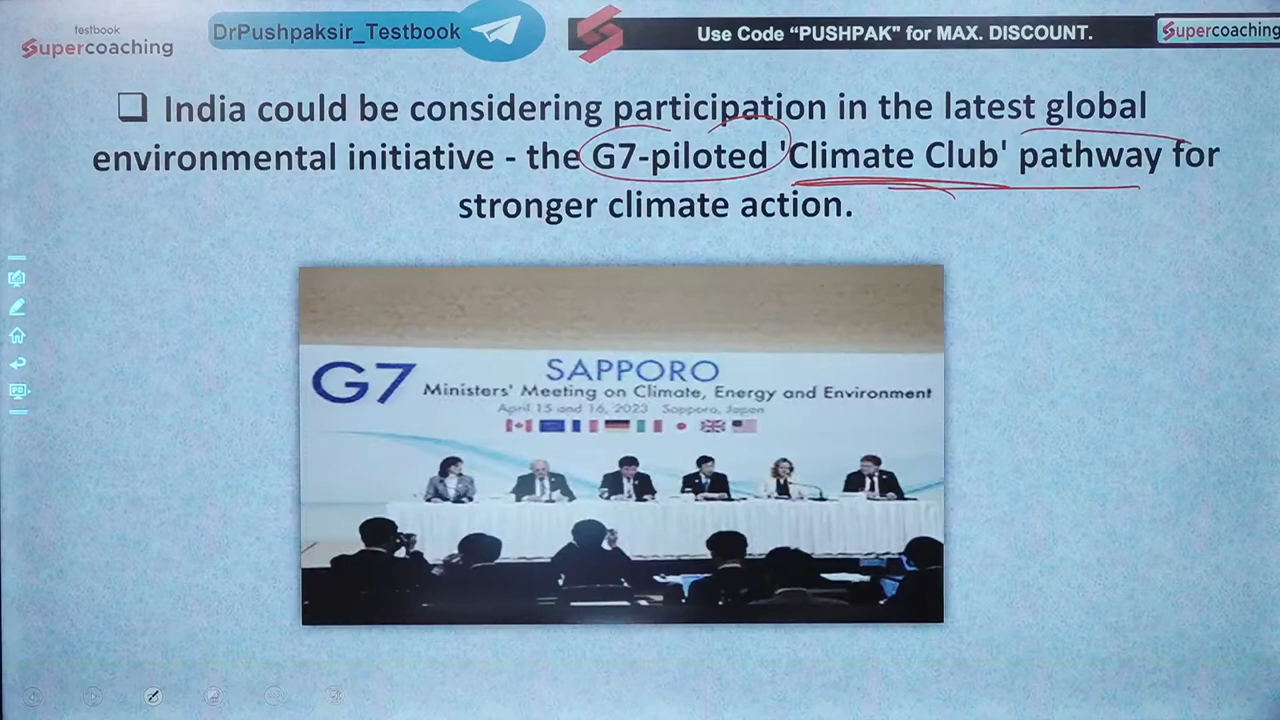 testbook
Supercoaching
DrPushpaksir_Testbook
Use Code “PUSHPAK" for MAX. DISCOUNT.
Supercoaching
India could be considering participation in the latest global
environmental initiative - the G7-piloted 'Climate Club' pathway for
stronger climate action.
G7
SAPPORO
Ministers' Meeting on Climate, Energy and Environment
April 15 and 16, 2023 Sapporo, Japan